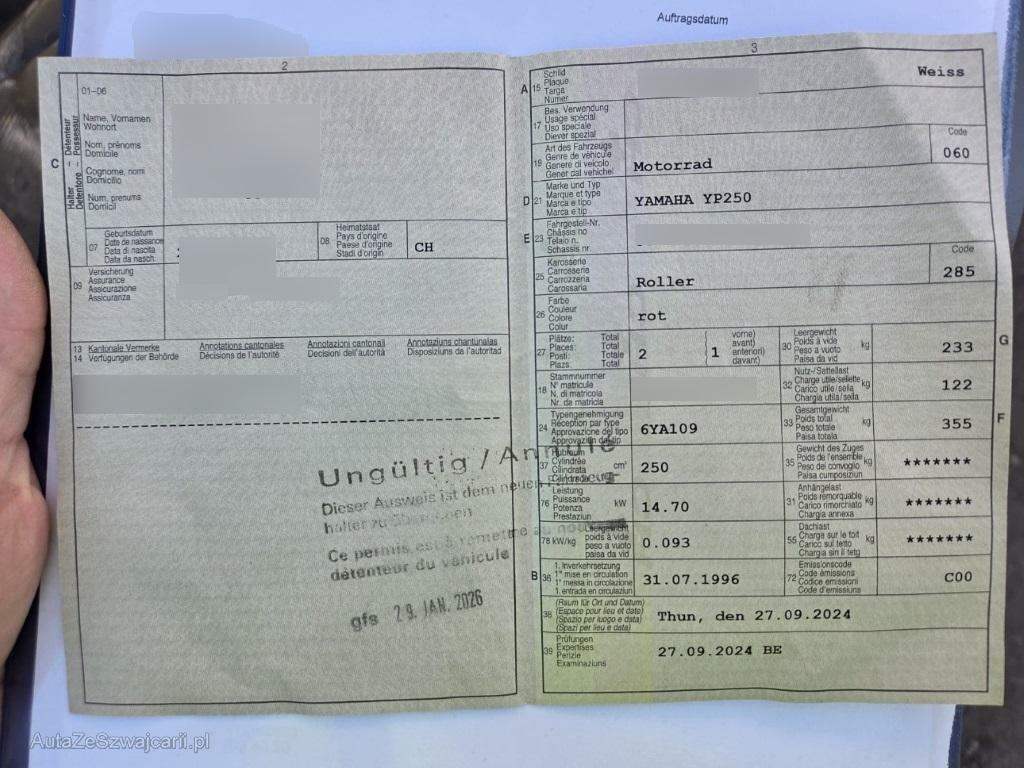 Auftragsdatum
2
01-06
Halter - Détenteur
Detentore - Possessur
C
Name, Vornamen
Wohnort
Nom, prénoms
Domicile
Cognome, nomi
Domicilio
Num, prenums
Domicil
07
Geburtsdatum
Date de naissance
Data di nascita
Data da nasch.
08
Heimatstaat
Pays d'origine
Paese d'origine
Stadi d'origin
CH
09
Versicherung
Assurance
Assicurazione
Assicuranza
13 Kantonale Vermerke
14 Verfügungen der Behörde
Annotations cantonales
Décisions de l'autorité
Annotazioni cantonali
Decisioni dell'autorità
Annotaziuns chantunalas
Disposiziuns da l'autoritad
Ungültig / Annulé
Dieser Ausweis ist dem neuen
halter zu
Ce permis est à remettre au
détenteur du véhicule
gfs 29. JAN. 2026
3
A 15
Schild
Plaque
Targa
Numer
Weiss
17
Bes. Verwendung
Usage spécial
Uso speciale
Diever spezial
19
Art des Fahrzeugs
Genre de véhicule
Genere di veicolo
Gener dal vehichel
Motorrad
Code
060
D 21
Marke und Typ
Marque et type
Marca e tipo
Marca e tip
YAMAHA YP250
E 23
Fahrgestell-Nr.
Châssis no
Telaio n.
Schassis nr.
25
Karosserie
Carrosserie
Carrozzeria
Carossaria
Roller
Code
285
26
Farbe
Couleur
Colore
Colur
rot
27
Plätze: Total
Places: Total
Posti: Totale
Plazs: Total
2
1
vorne)
avant)
anteriori)
davant)
30
Leergewicht
Poids à vide
Peso a vuoto
Paisa da vid
kg
233
G
18
Stammnummer
N° matricule
N. di matricola
Nr. da matricla
32
Nutz-/Sattellast
Charge utile/sellette
Carico utile/sella
Chargia utila/sella
kg
122
24
Typengenehmigung
Réception par type
Approvazione del tipo
Approvaziun dal tip
6YA109
33
Gesamtgewicht
Poids total
Peso totale
Paisa totala
kg
355
F
37
Hubraum
Cylindrée
Cilindrata
Cilindrada
cm³
250
35
Gewicht des Zuges
Poids de l'ensemble
Peso del convoglio
Paisa cumposiziun
kg
*******
76
Leistung
Puissance
Potenza
Prestaziun
kW
14.70
31
Anhängelast
Poids remorquable
Carico rimorchiato
Chargia annexa
kg
*******
78 kW/kg
Leergewicht
poids à vide
peso a vuoto
paisa da vid
0.093
55
Dachlast
Charge sur le toit
Carico sul tetto
Chargia sin il tetg
kg
*******
B 36
1. Inverkehrsetzung
1re mise en circulation
1a messa in circolazione
1. entrada en circulaziun
31.07.1996
72
Emissionscode
Code émissions
Codice emissioni
Code d'emissiuns
C00
38
(Raum für Ort und Datum)
(Espace pour lieu et date)
(Spazio per luogo e data)
(Spazi per lieu e data)
Thun, den 27.09.2024
39
Prüfungen
Expertises
Perizie
Examinaziuns
27.09.2024 BE
AutaZeSzwajcarii.pl